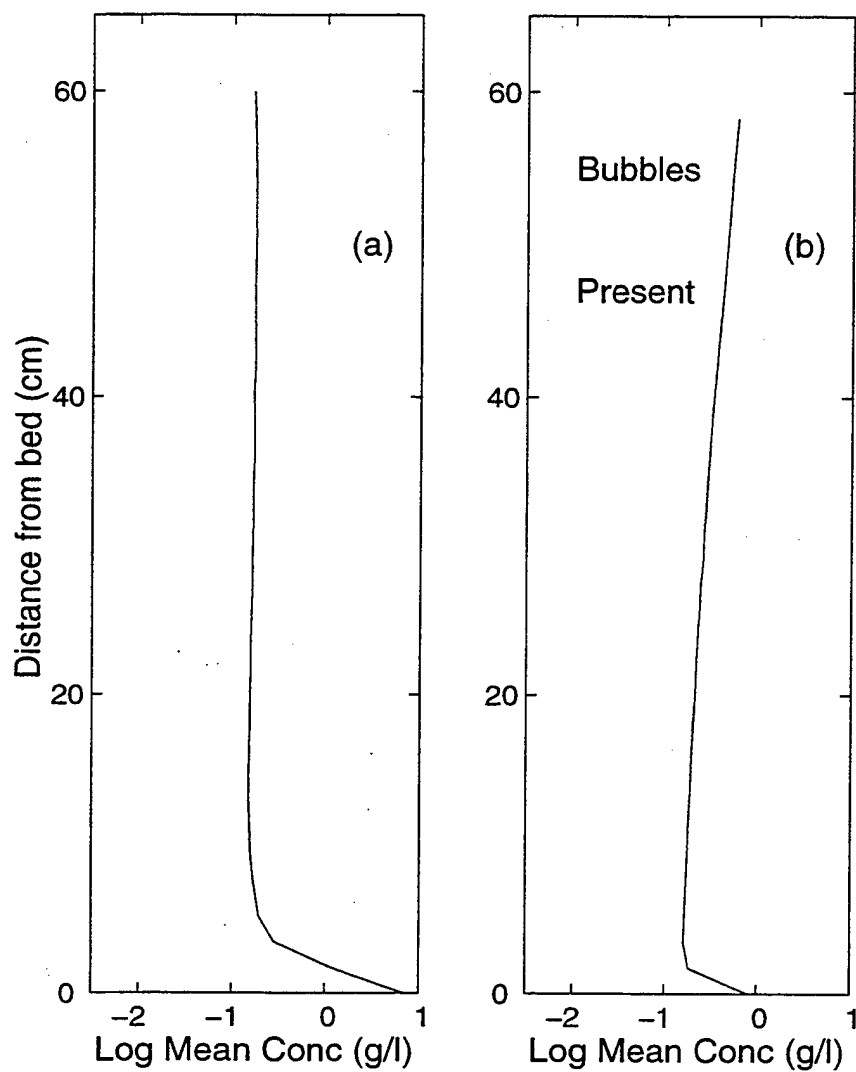 60
40
20
0
Distance from bed (cm)
(a)
−2 −1 0 1
Log Mean Conc (g/l)
60
40
20
0
Bubbles
Present
(b)
−2 −1 0 1
Log Mean Conc (g/l)